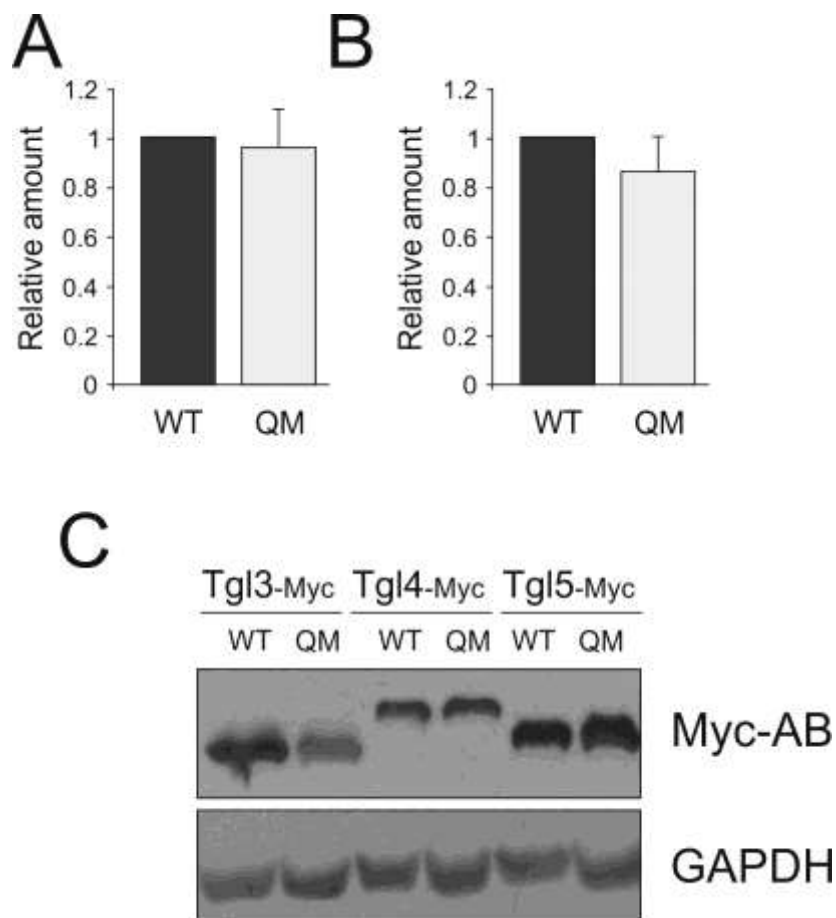 A
Relative amount
1.2
1
0.8
0.6
0.4
0.2
0
WT QM
B
Relative amount
1.2
1
0.8
0.6
0.4
0.2
0
WT QM
C
Tgl3-Myc Tgl4-Myc Tgl5-Myc
WT QM WT QM WT QM
Myc-AB
GAPDH